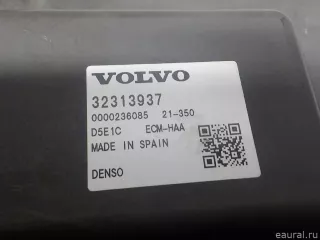 VOLVO
32313937
0000236085 21-350
D5E1C ECM-HAA
MADE IN SPAIN
DENSO
eaural.ru